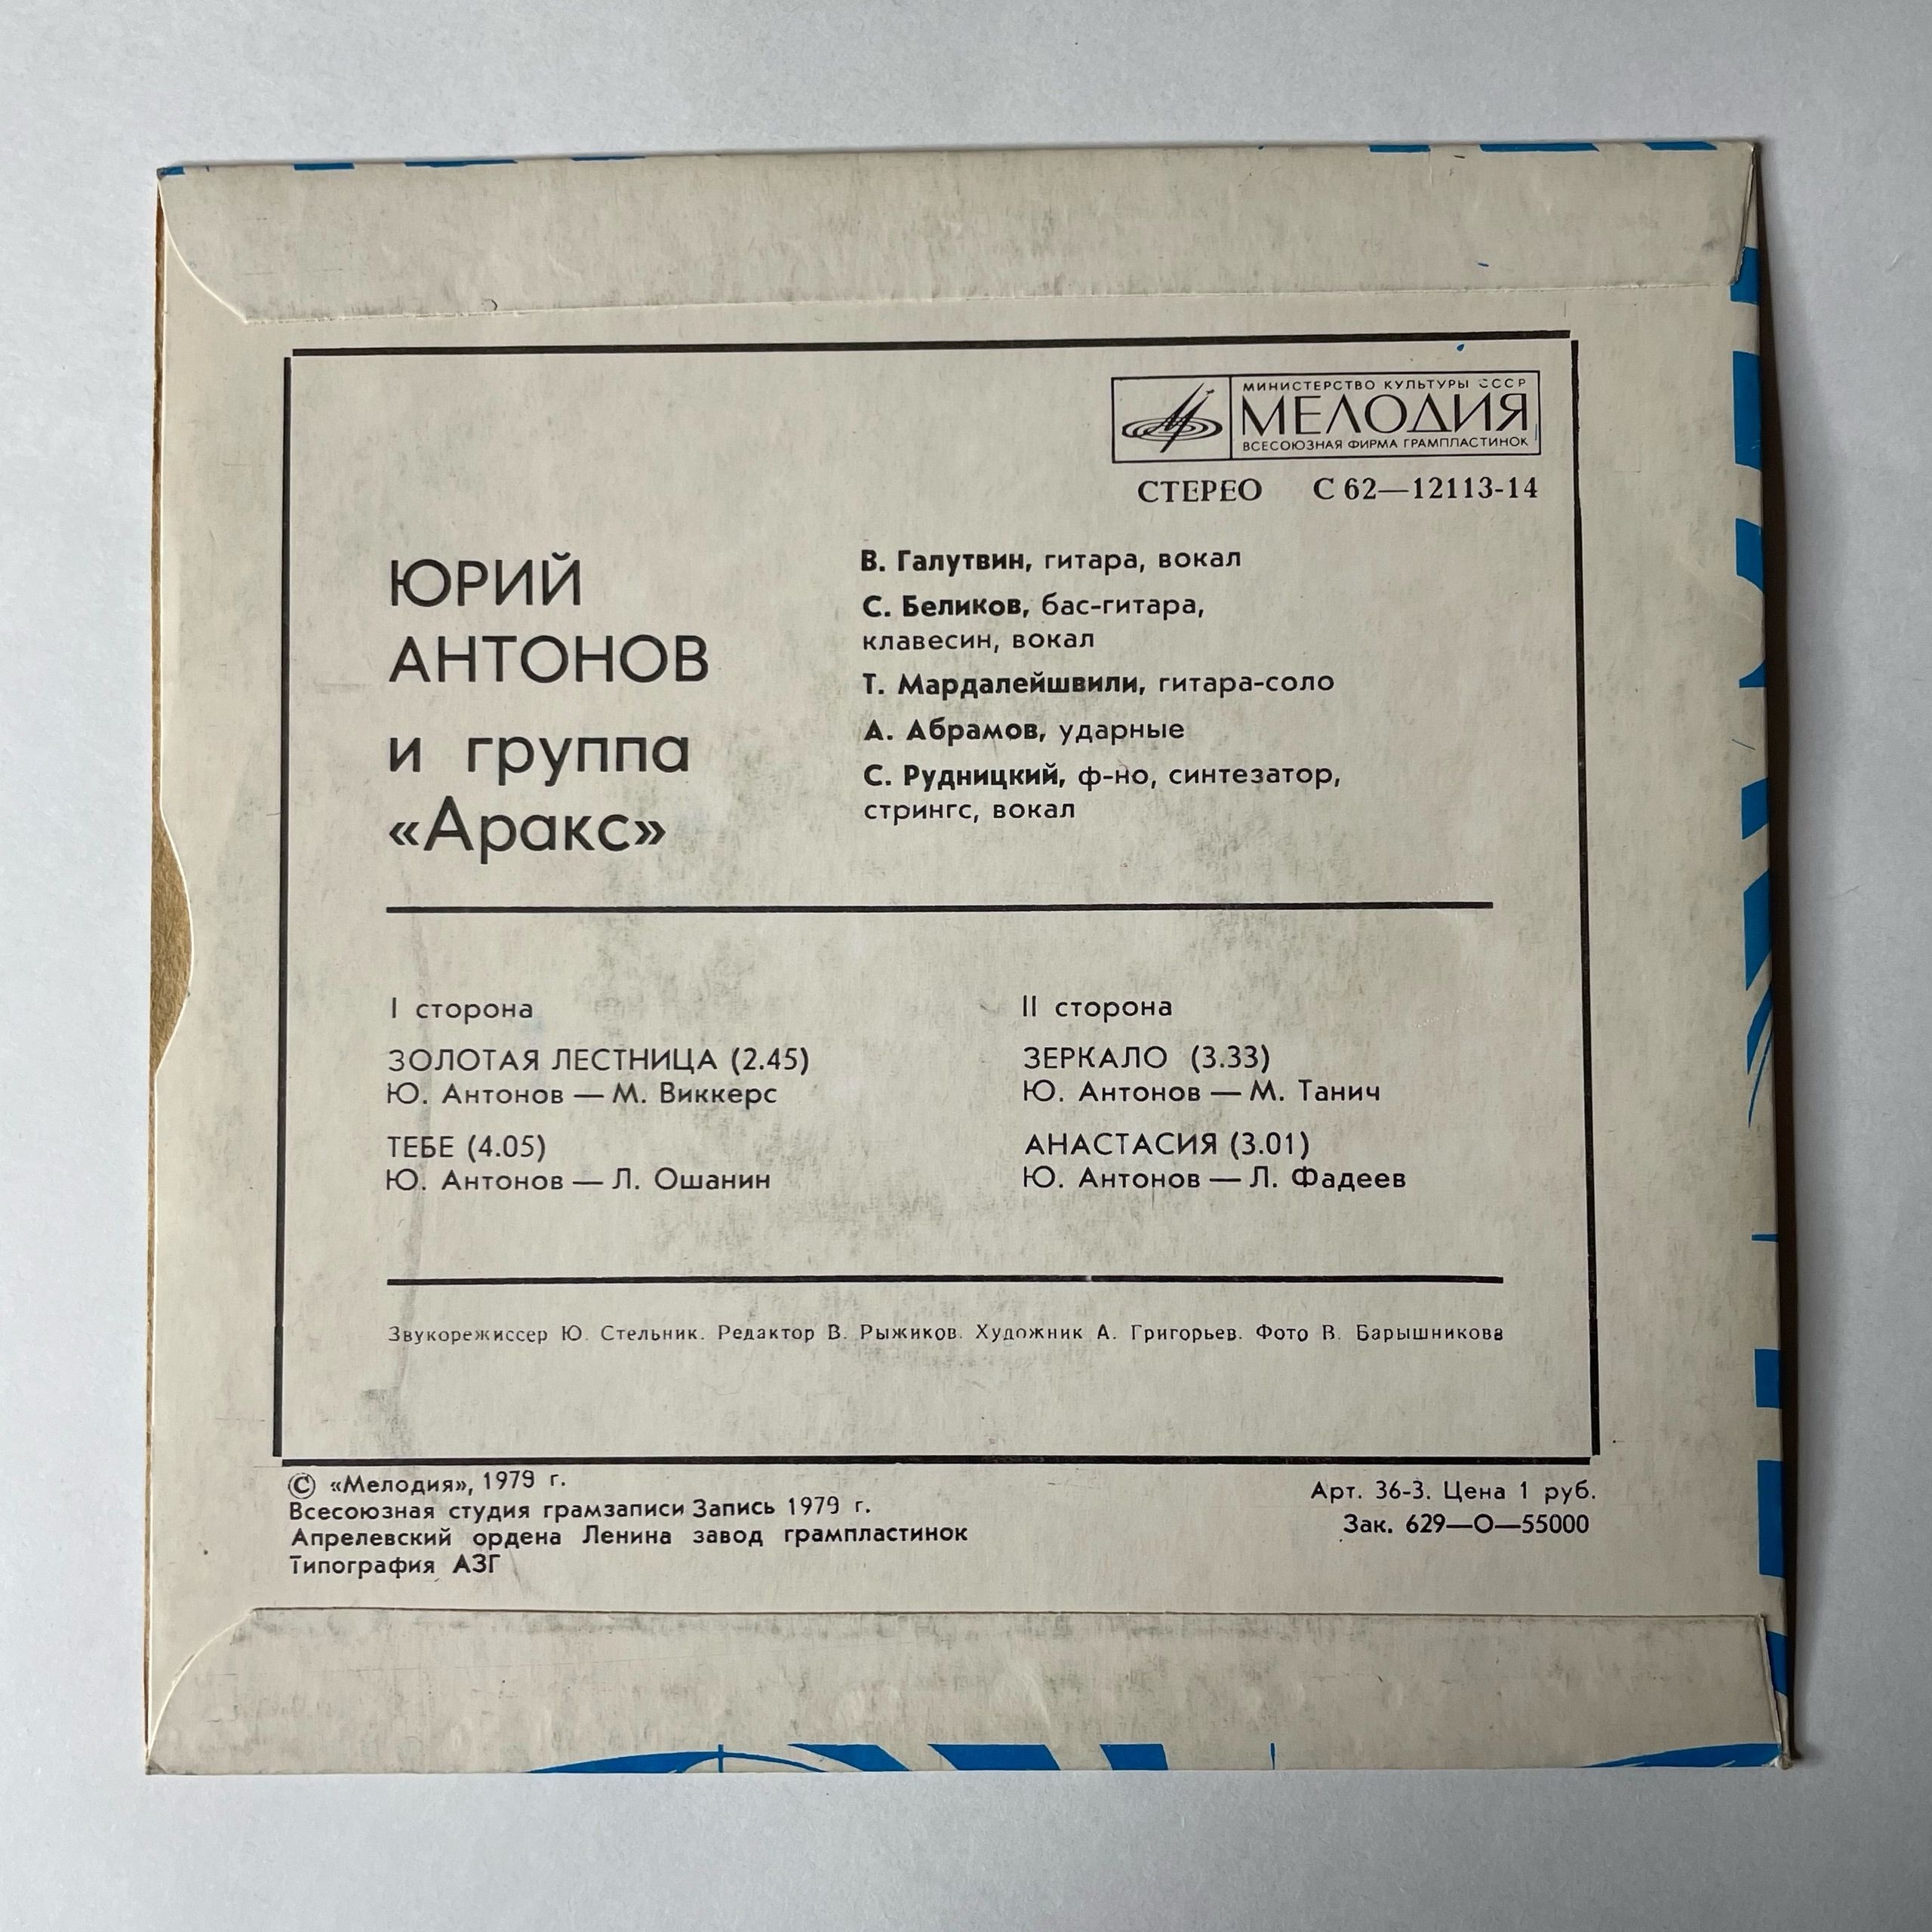 МИНИСТЕРСТВО КУЛЬТУРЫ СССР
МЕЛОДИЯ
ВСЕСОЮЗНАЯ ФИРМА ГРАМПЛАСТИНОК
СТЕРЕО С 62—12113-14
ЮРИЙ
АНТОНОВ
и группа
«Аракс»
В. Галутвин, гитара, вокал
С. Беликов, бас-гитара,
клавесин, вокал
Т. Мардалейшвили, гитара-соло
А. Абрамов, ударные
С. Рудницкий, ф-но, синтезатор,
стрингс, вокал
I сторона
ЗОЛОТАЯ ЛЕСТНИЦА (2.45)
Ю. Антонов — М. Виккерс
ТЕБЕ (4.05)
Ю. Антонов — Л. Ошанин
II сторона
ЗЕРКАЛО (3.33)
Ю. Антонов — М. Танич
АНАСТАСИЯ (3.01)
Ю. Антонов — Л. Фадеев
Звукорежиссер Ю. Стельник. Редактор В. Рыжиков. Художник А. Григорьев. Фото В. Барышникова
© «Мелодия», 1979 г.
Всесоюзная студия грамзаписи Запись 1979 г.
Апрелевский ордена Ленина завод грампластинок
Типография АЗГ
Арт. 36-3. Цена 1 руб.
Зак. 629—О—55000